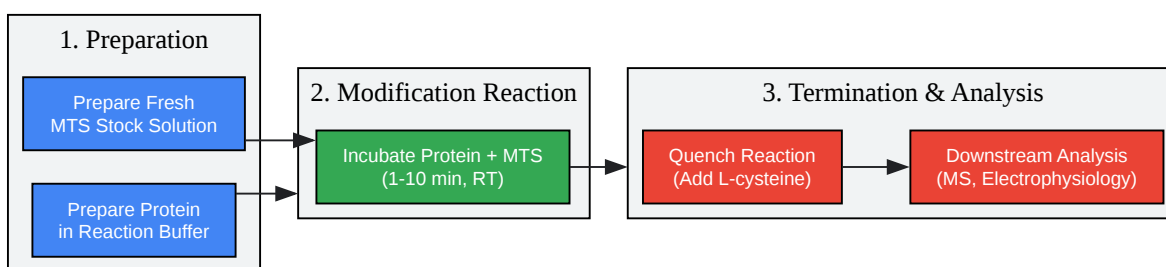 1. Preparation
Prepare Fresh
MTS Stock Solution
Prepare Protein
in Reaction Buffer
2. Modification Reaction
Incubate Protein + MTS
(1-10 min, RT)
3. Termination & Analysis
Quench Reaction
(Add L-cysteine)
Downstream Analysis
(MS, Electrophysiology)